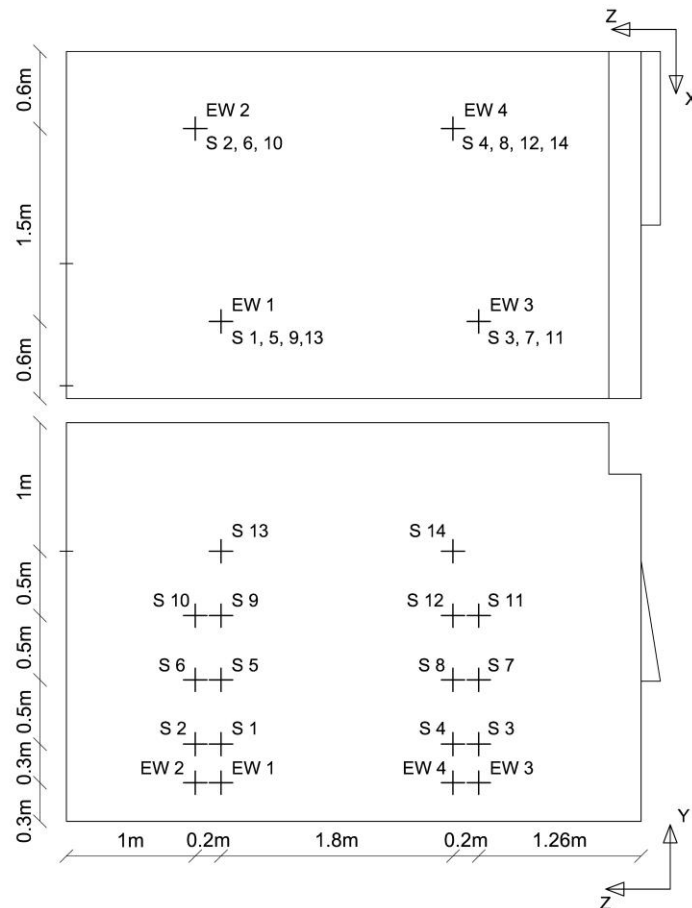 Z
X
0.6m
EW 2
EW 4
S 2, 6, 10
S 4, 8, 12, 14
1.5m
EW 1
EW 3
S 1, 5, 9,13
S 3, 7, 11
0.6m
1m
S 13
S 14
0.5m
S 10
S 9
S 12
S 11
0.5m
S 6
S 5
S 8
S 7
0.5m
S 2
S 1
S 4
S 3
0.3m
EW 2
EW 1
EW 4
EW 3
0.3m
Y
1m
0.2m
1.8m
0.2m
1.26m
Z